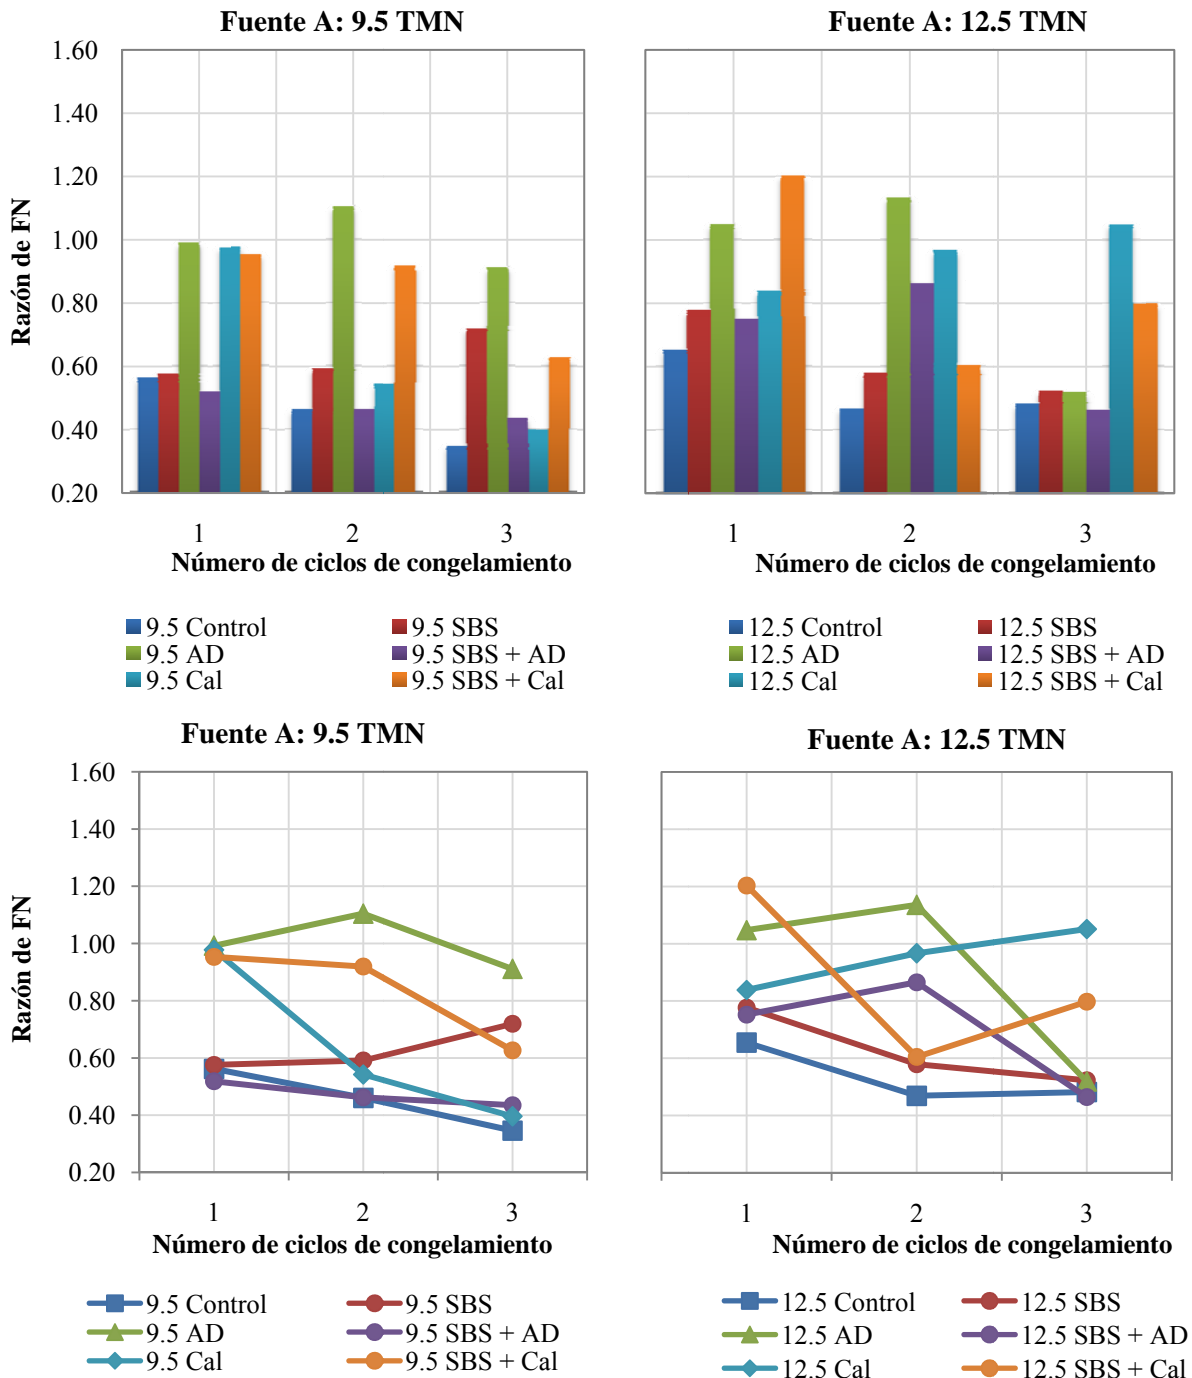 Fuente A: 9.5 TMN
1.60
1.40
1.20
1.00
0.80
0.60
0.40
0.20
Razón de FN
1 2 3
Número de ciclos de congelamiento
9.5 Control 9.5 SBS
9.5 AD 9.5 SBS + AD
9.5 Cal 9.5 SBS + Cal
Fuente A: 12.5 TMN
1 2 3
Número de ciclos de congelamiento
12.5 Control 12.5 SBS
12.5 AD 12.5 SBS + AD
12.5 Cal 12.5 SBS + Cal
Fuente A: 9.5 TMN
1.60
1.40
1.20
1.00
0.80
0.60
0.40
0.20
Razón de FN
1 2 3
Número de ciclos de congelamiento
9.5 Control 9.5 SBS
9.5 AD 9.5 SBS + AD
9.5 Cal 9.5 SBS + Cal
Fuente A: 12.5 TMN
1 2 3
Número de ciclos de congelamiento
12.5 Control 12.5 SBS
12.5 AD 12.5 SBS + AD
12.5 Cal 12.5 SBS + Cal